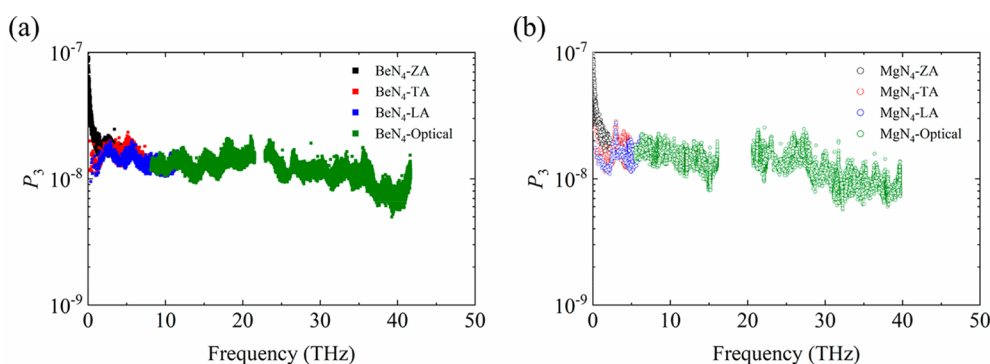 (a)
10⁻⁷
10⁻⁸
10⁻⁹
P₃
BeN₄-ZA
BeN₄-TA
BeN₄-LA
BeN₄-Optical
0 10 20 30 40 50
Frequency (THz)
(b)
10⁻⁷
10⁻⁸
10⁻⁹
P₃
MgN₄-ZA
MgN₄-TA
MgN₄-LA
MgN₄-Optical
0 10 20 30 40 50
Frequency (THz)